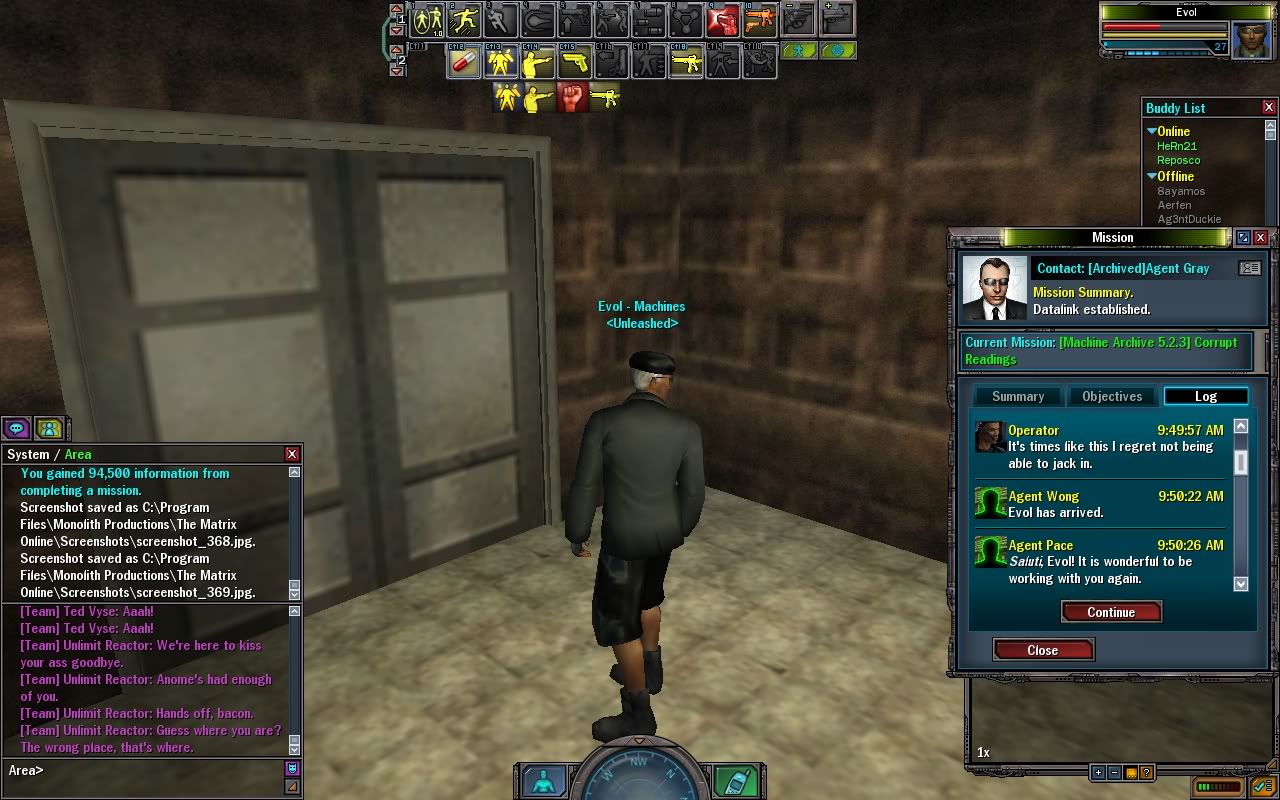 1
2
1.0
Evol
27
Buddy List
Online
HeRn21
Reposco
Offline
8ayamos
Aerfen
Ag3ntDuckie
Mission
Contact: [Archived]Agent Gray
Mission Summary.
Datalink established.
Current Mission: [Machine Archive 5.2.3] Corrupt
Readings
Summary
Objectives
Log
Operator 9:49:57 AM
It's times like this I regret not being
able to jack in.
Agent Wong 9:50:22 AM
Evol has arrived.
Agent Pace 9:50:26 AM
Saluti, Evol! It is wonderful to be
working with you again.
Continue
Close
1x
Evol - Machines
<Unleashed>
System / Area
You gained 94,500 information from
completing a mission.
Screenshot saved as C:\Program
Files\Monolith Productions\The Matrix
Online\Screenshots\screenshot_368.jpg.
Screenshot saved as C:\Program
Files\Monolith Productions\The Matrix
Online\Screenshots\screenshot_369.jpg.
[Team] Ted Vyse: Aaah!
[Team] Ted Vyse: Aaah!
[Team] Unlimit Reactor: We're here to kiss
your ass goodbye.
[Team] Unlimit Reactor: Anome's had enough
of you.
[Team] Unlimit Reactor: Hands off, bacon.
[Team] Unlimit Reactor: Guess where you are?
The wrong place, that's where.
Area>
W NW N